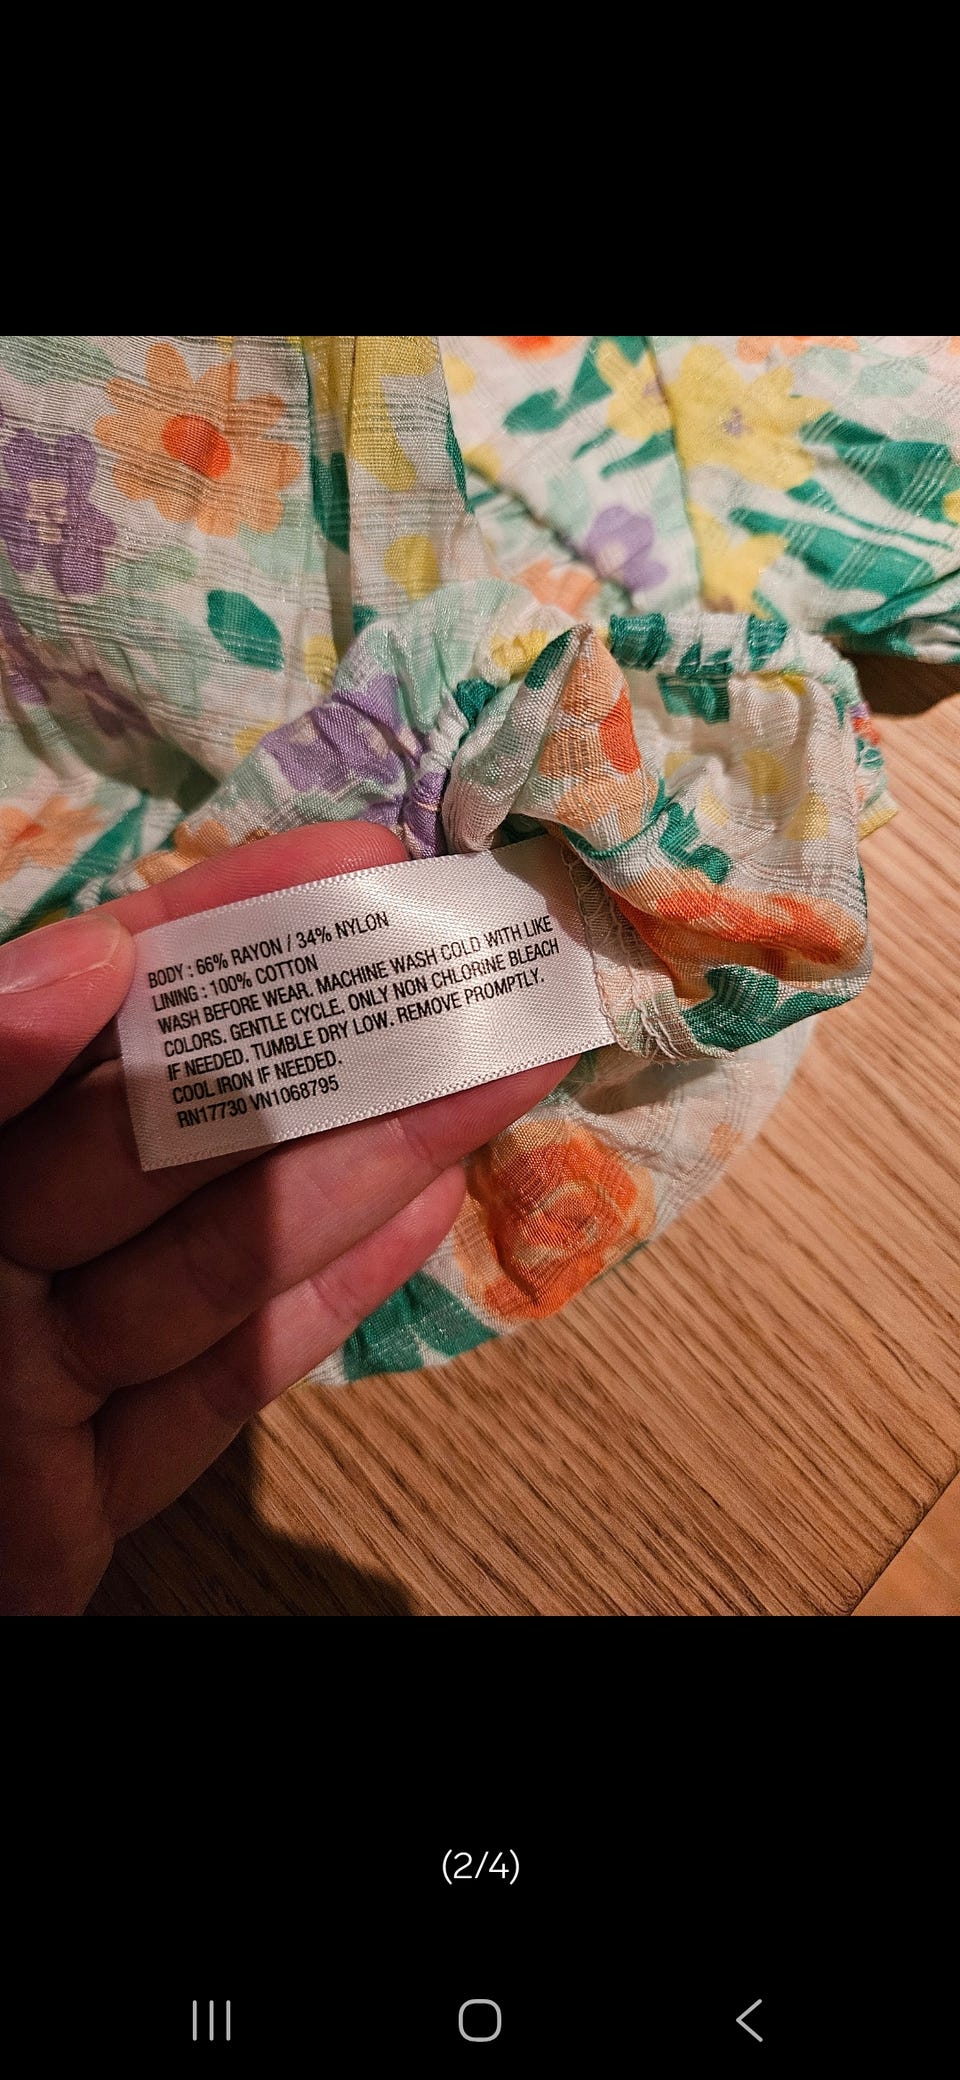 BODY : 66% RAYON / 34% NYLON
LINING : 100% COTTON
WASH BEFORE WEAR. MACHINE WASH COLD WITH LIKE
COLORS. GENTLE CYCLE. ONLY NON CHLORINE BLEACH
IF NEEDED. TUMBLE DRY LOW. REMOVE PROMPTLY.
COOL IRON IF NEEDED.
RN17730 VN1068795
(2/4)